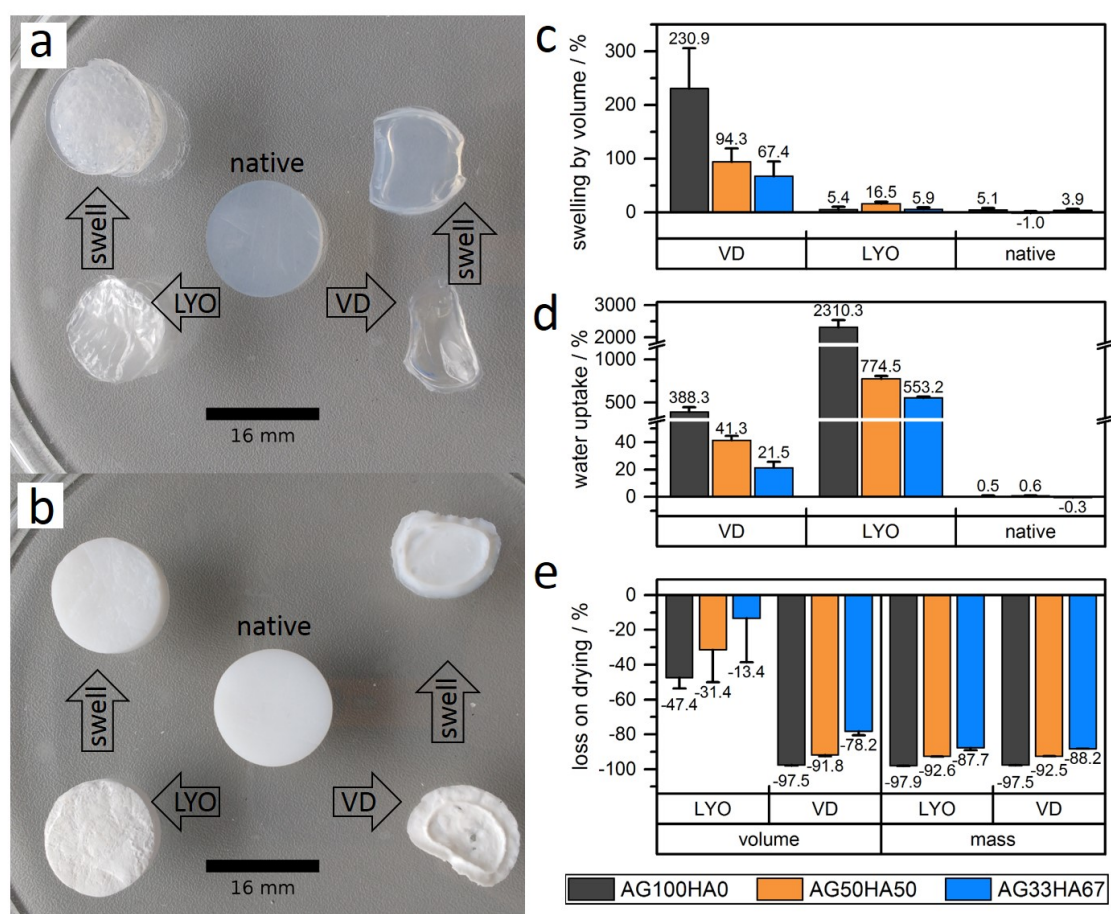 a
native
swell
swell
LYO
VD
16 mm
b
native
swell
swell
LYO
VD
16 mm
c
swelling by volume / %
300
200
100
0
230.9
94.3
67.4
5.4
16.5
5.9
5.1
-1.0
3.9
VD LYO native
d
water uptake / %
3000
2000
1000
500
40
20
0
388.3
41.3
21.5
2310.3
774.5
553.2
0.5
0.6
-0.3
VD LYO native
e
loss on drying / %
0
-20
-40
-60
-80
-100
-47.4
-31.4
-13.4
-97.5
-91.8
-78.2
-97.9
-92.6
-87.7
-97.5
-92.5
-88.2
LYO VD LYO VD
volume mass
AG100HA0 AG50HA50 AG33HA67